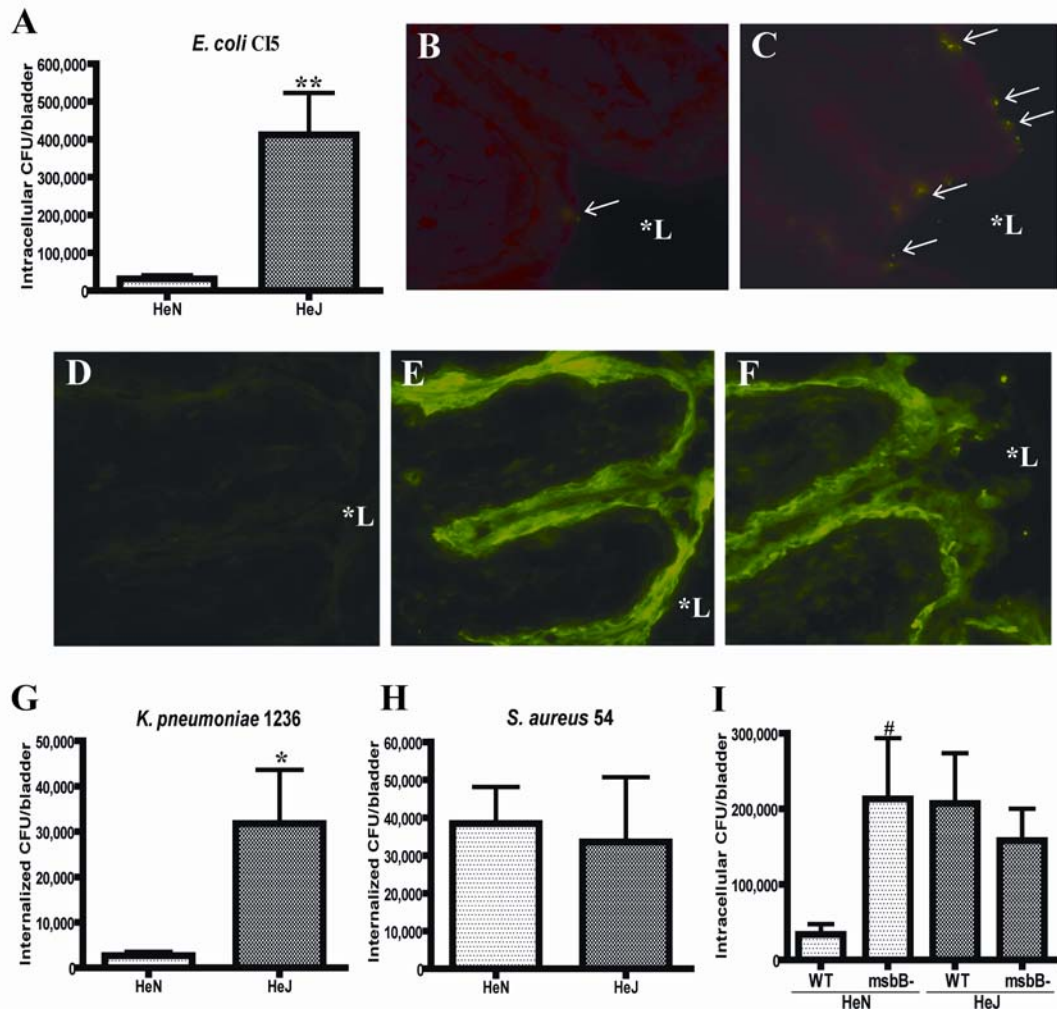 A
E. coli CI5
Intracellular CFU/bladder
600,000
500,000
400,000
300,000
200,000
100,000
0
**
HeN
HeJ
B
*L
C
*L
D
*L
E
*L
F
*L
G
K. pneumoniae 1236
Internalized CFU/bladder
50,000
40,000
30,000
20,000
10,000
0
*
HeN
HeJ
H
S. aureus 54
Internalized CFU/bladder
60,000
50,000
40,000
30,000
20,000
10,000
0
HeN
HeJ
I
Intracellular CFU/bladder
300,000
200,000
100,000
0
#
WT msbB- WT msbB-
HeN HeJ